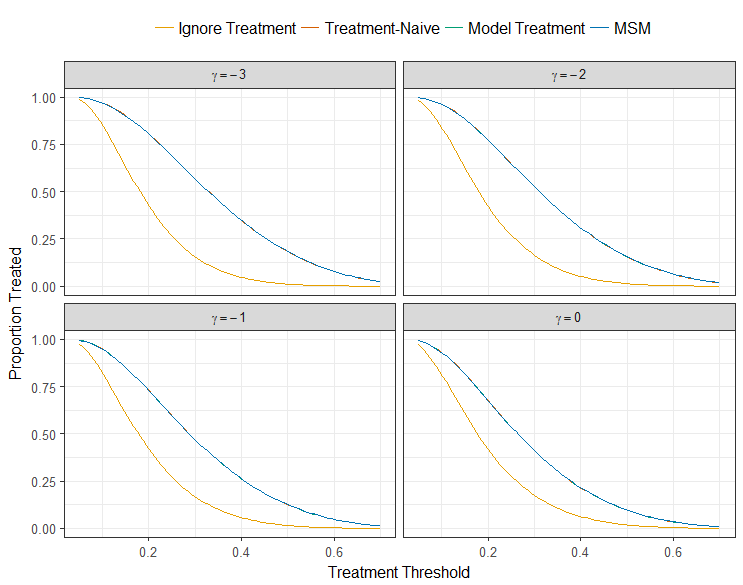 Ignore Treatment Treatment-Naive Model Treatment MSM
γ = − 3 γ = − 2
1.00
0.75
0.50
0.25
0.00
γ = − 1 γ = 0
1.00
0.75
0.50
0.25
0.00
0.2 0.4 0.6 0.2 0.4 0.6
Proportion Treated
Treatment Threshold